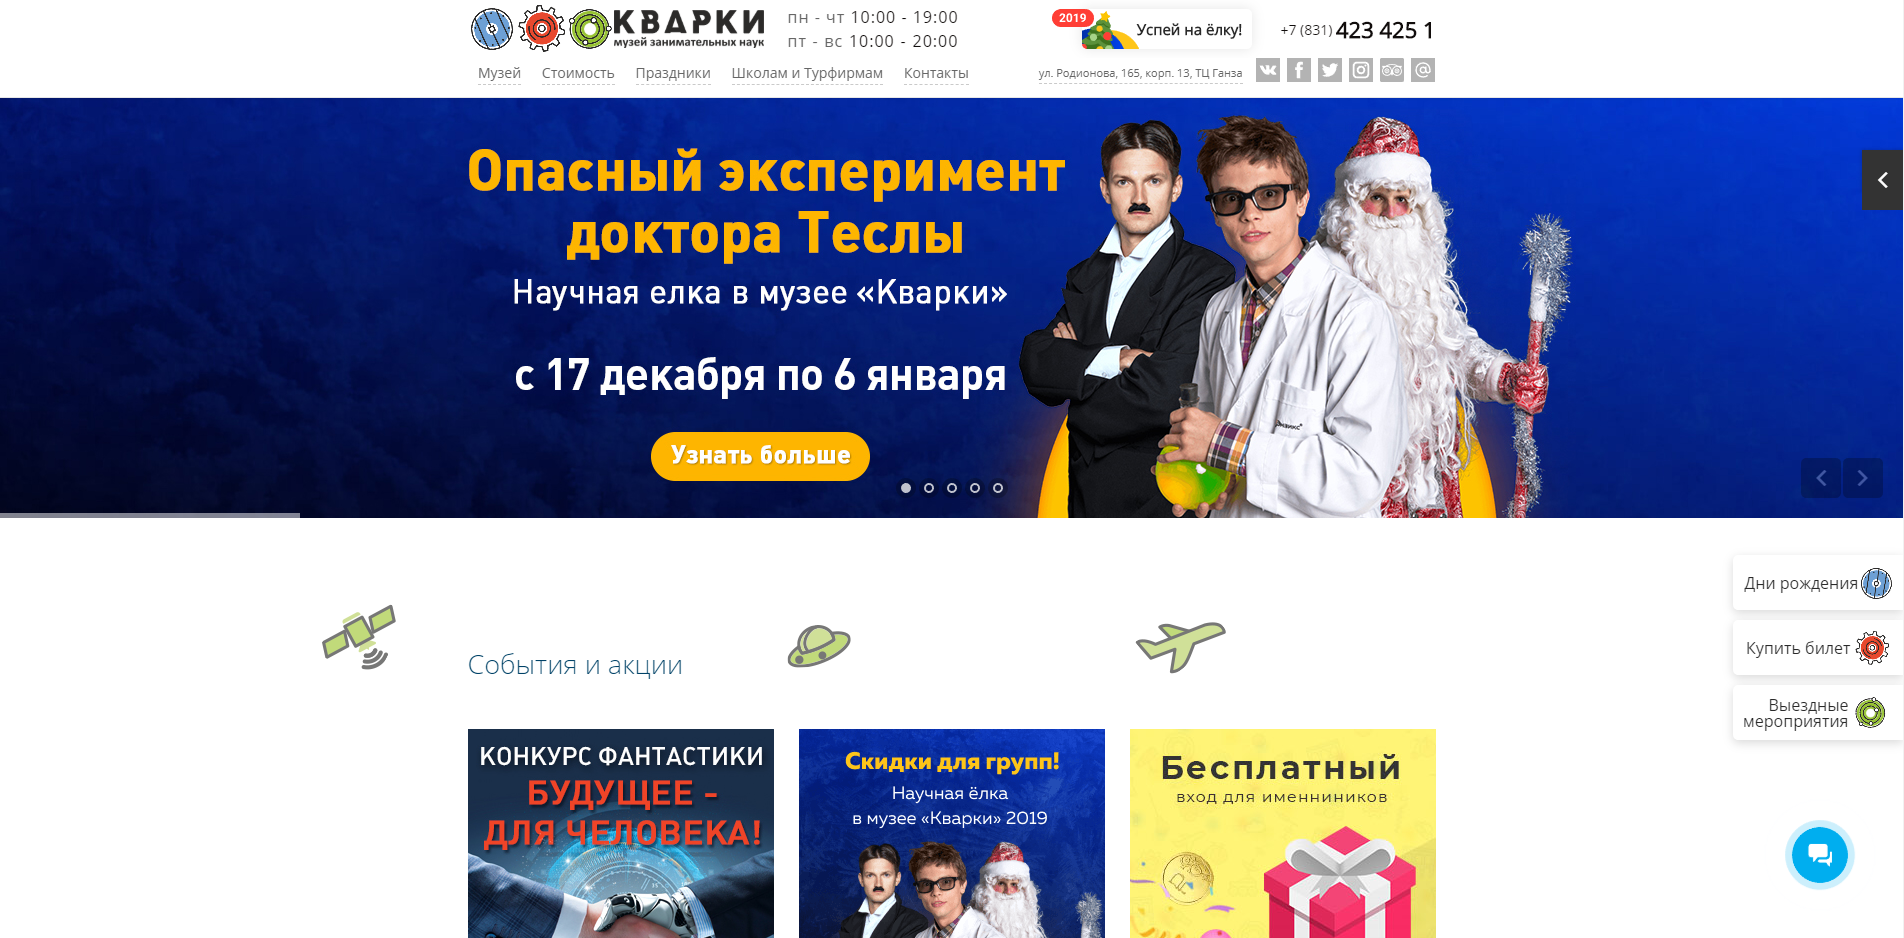 КВАРКИ
музей занимательных наук
пн - чт 10:00 - 19:00
пт - вс 10:00 - 20:00
2019
Успей на ёлку!
+7 (831) 423 425 1
Музей
Стоимость
Праздники
Школам и Турфирмам
Контакты
ул. Родионова, 165, корп. 13, ТЦ Ганза
Опасный эксперимент
доктора Теслы
Научная елка в музее «Кварки»
с 17 декабря по 6 января
Узнать больше
Дни рождения
Купить билет
Выездные
мероприятия
События и акции
КОНКУРС ФАНТАСТИКИ
БУДУЩЕЕ -
ДЛЯ ЧЕЛОВЕКА!
Скидки для групп!
Научная ёлка
в музее «Кварки» 2019
Бесплатный
вход для именинников